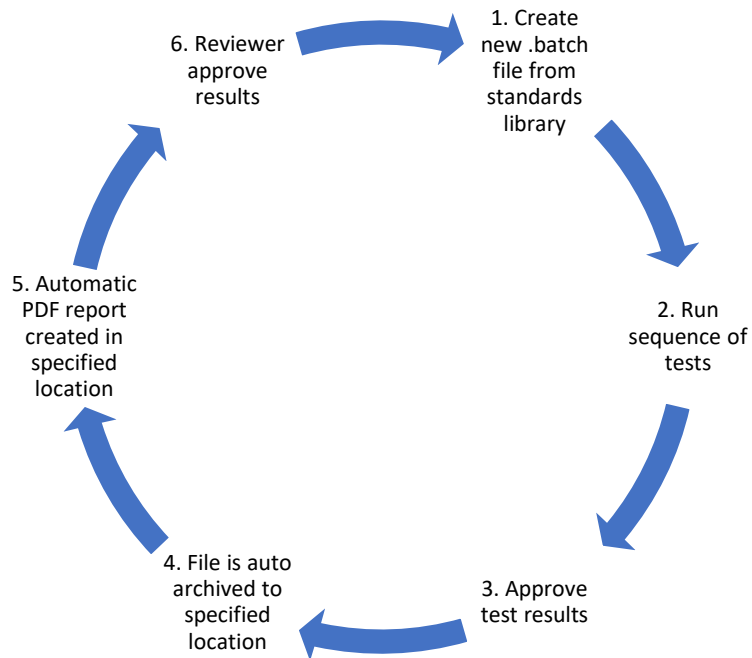 1. Create
new .batch
file from
standards
library
2. Run
sequence of
tests
3. Approve
test results
4. File is auto
archived to
specified
location
5. Automatic
PDF report
created in
specified
location
6. Reviewer
approve
results